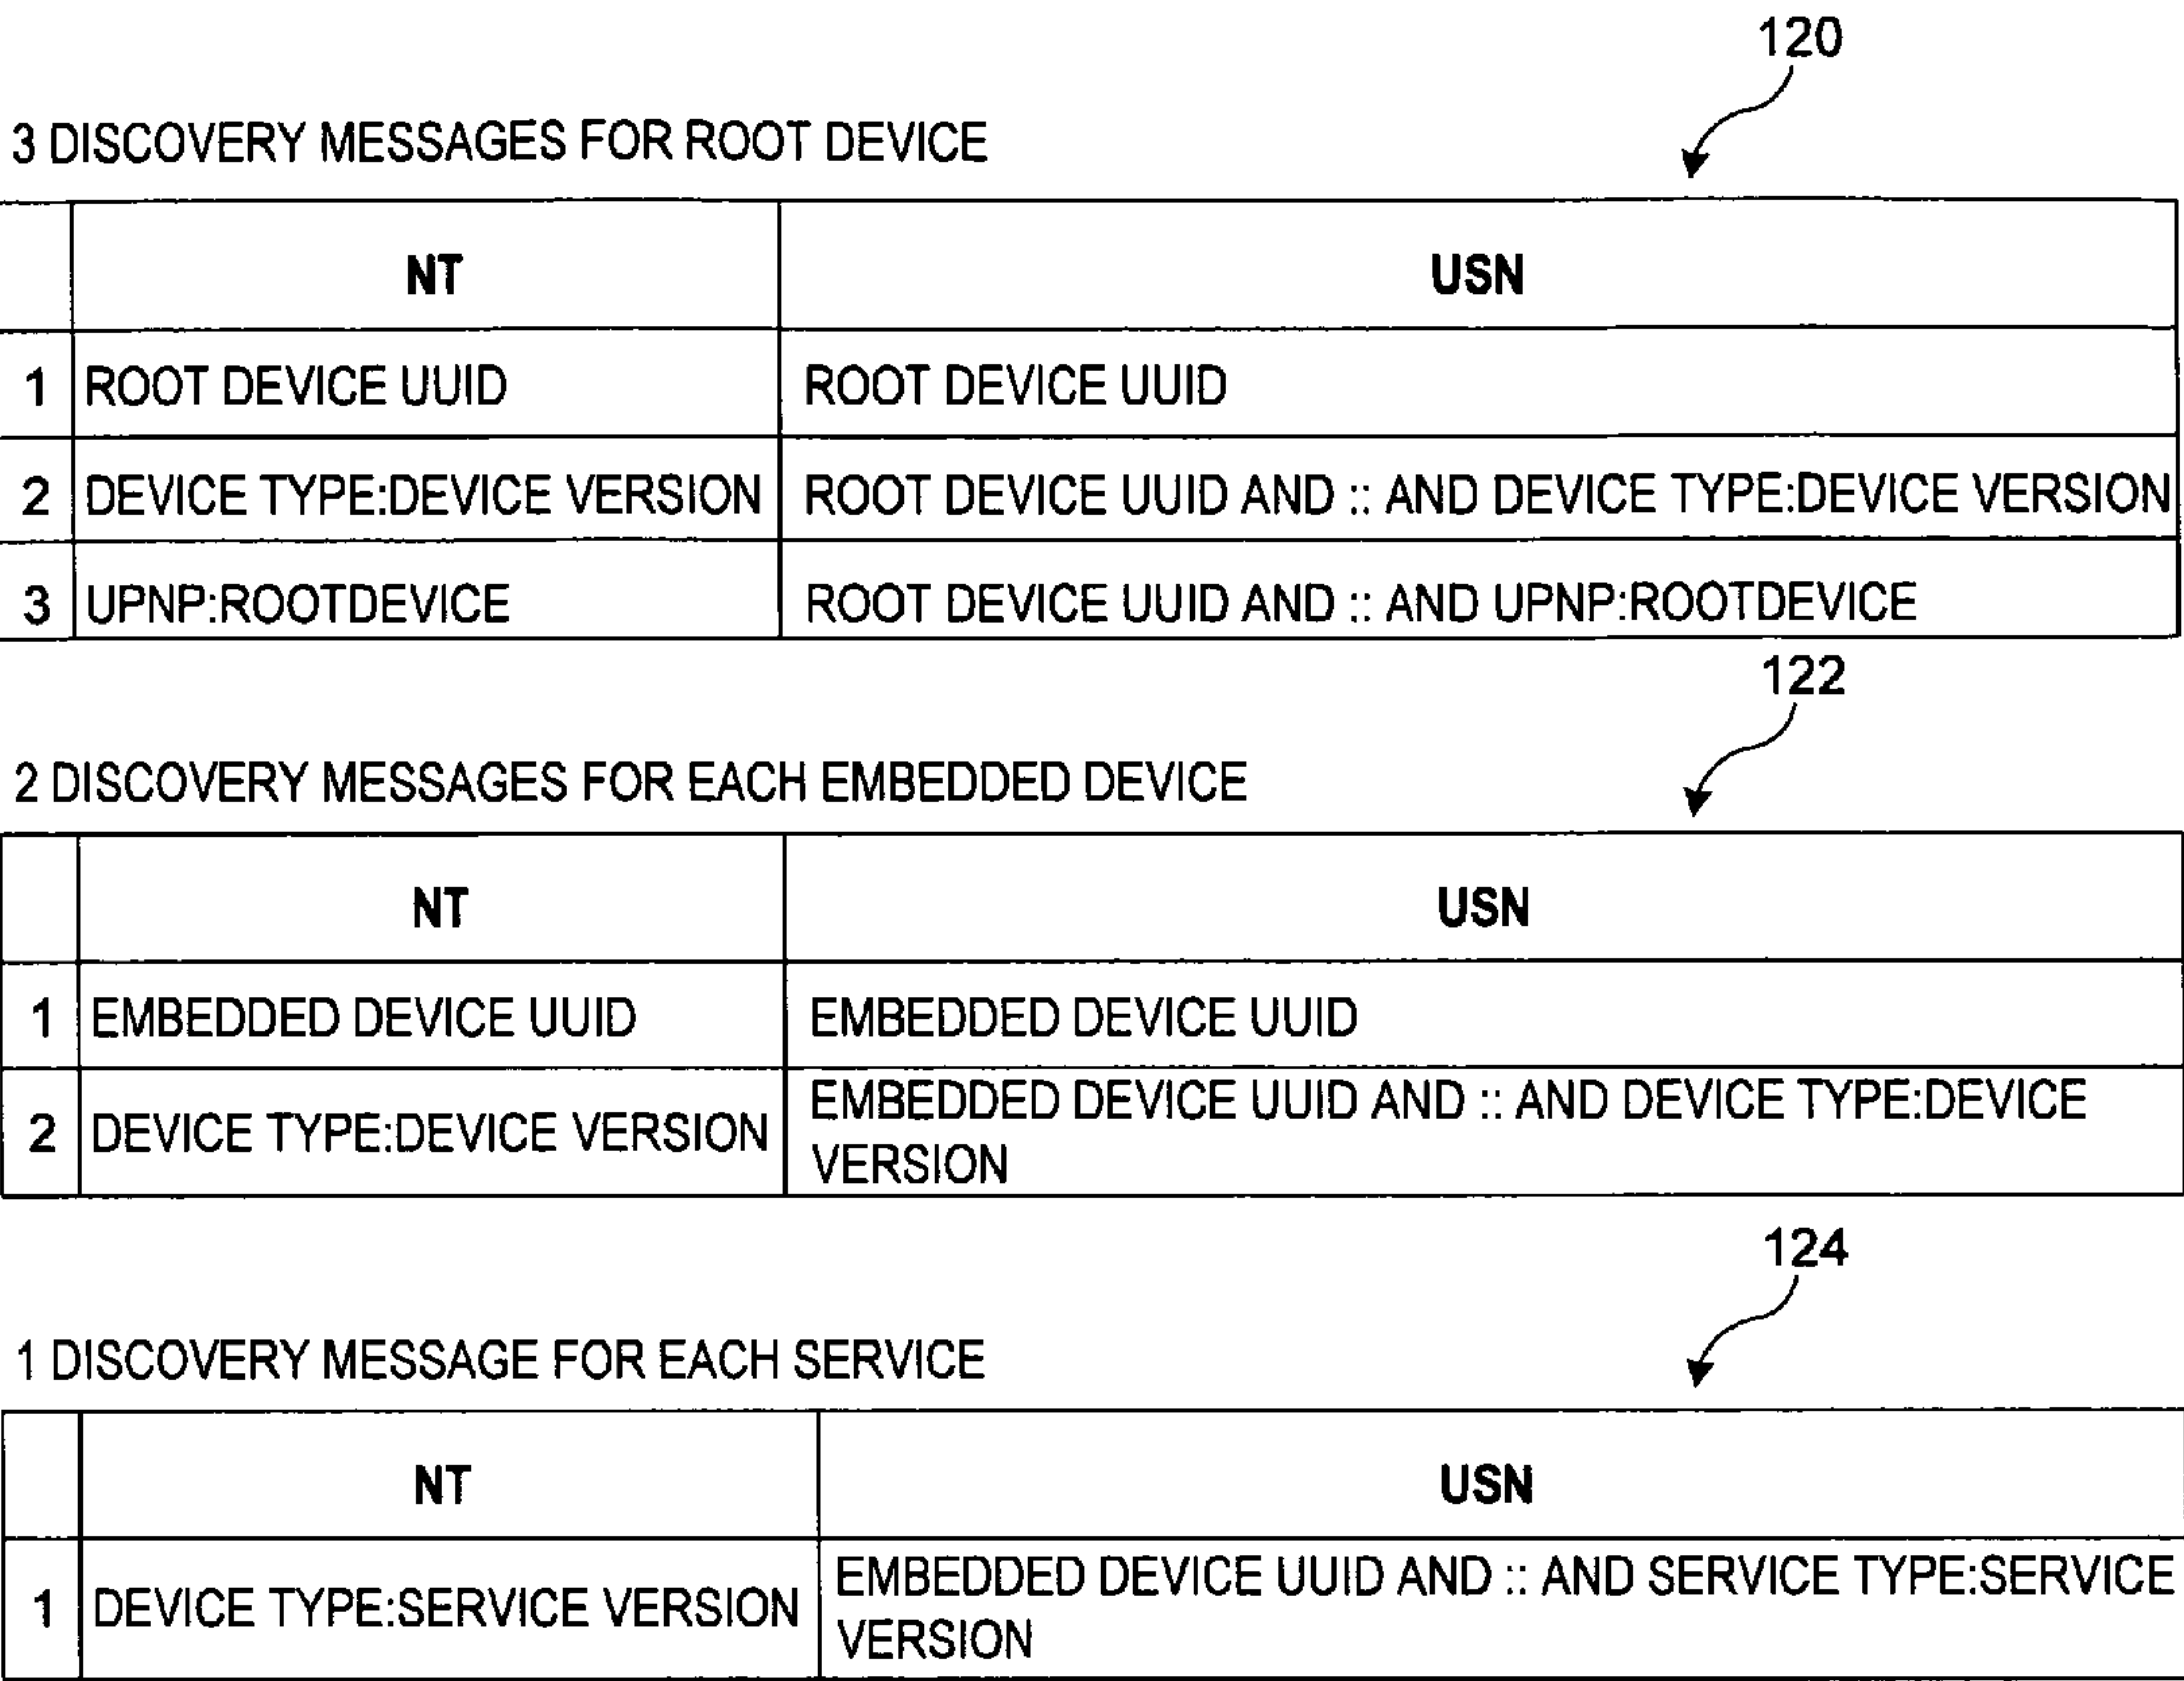 120
3 DISCOVERY MESSAGES FOR ROOT DEVICE
NT USN
1 ROOT DEVICE UUID ROOT DEVICE UUID
2 DEVICE TYPE:DEVICE VERSION ROOT DEVICE UUID AND :: AND DEVICE TYPE:DEVICE VERSION
3 UPNP:ROOTDEVICE ROOT DEVICE UUID AND :: AND UPNP:ROOTDEVICE
122
2 DISCOVERY MESSAGES FOR EACH EMBEDDED DEVICE
NT USN
1 EMBEDDED DEVICE UUID EMBEDDED DEVICE UUID
2 DEVICE TYPE:DEVICE VERSION EMBEDDED DEVICE UUID AND :: AND DEVICE TYPE:DEVICE
VERSION
124
1 DISCOVERY MESSAGE FOR EACH SERVICE
NT USN
1 DEVICE TYPE:SERVICE VERSION EMBEDDED DEVICE UUID AND :: AND SERVICE TYPE:SERVICE
VERSION